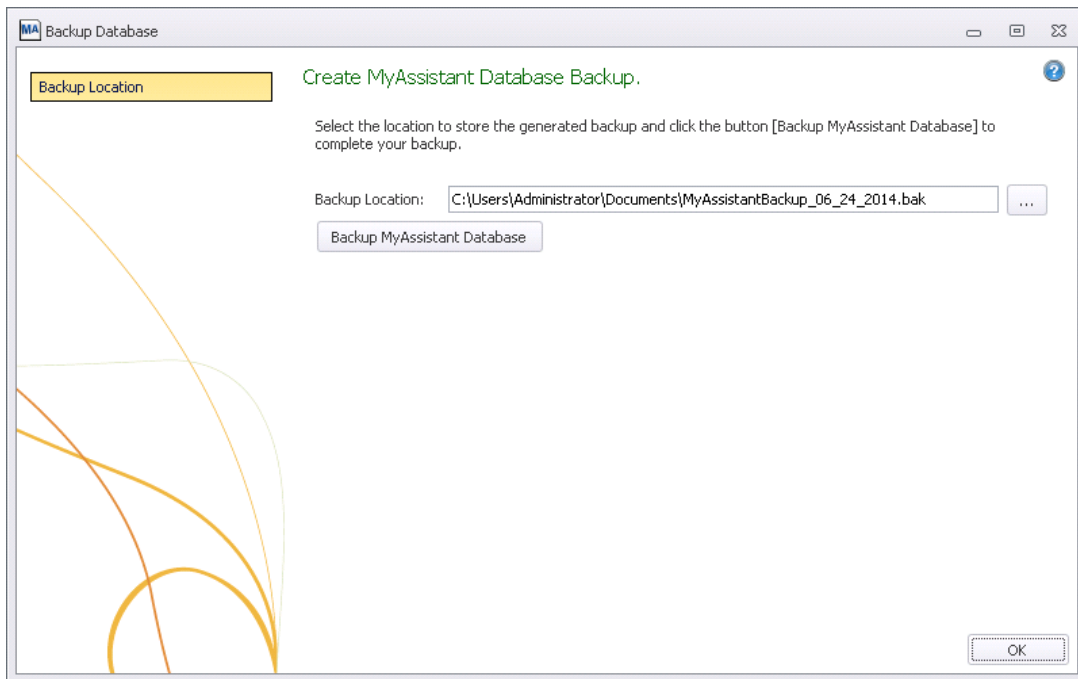 MA Backup Database
Backup Location
Create MyAssistant Database Backup.
?
Select the location to store the generated backup and click the button [Backup MyAssistant Database] to
complete your backup.
Backup Location: C:\Users\Administrator\Documents\MyAssistantBackup_06_24_2014.bak ...
Backup MyAssistant Database
OK